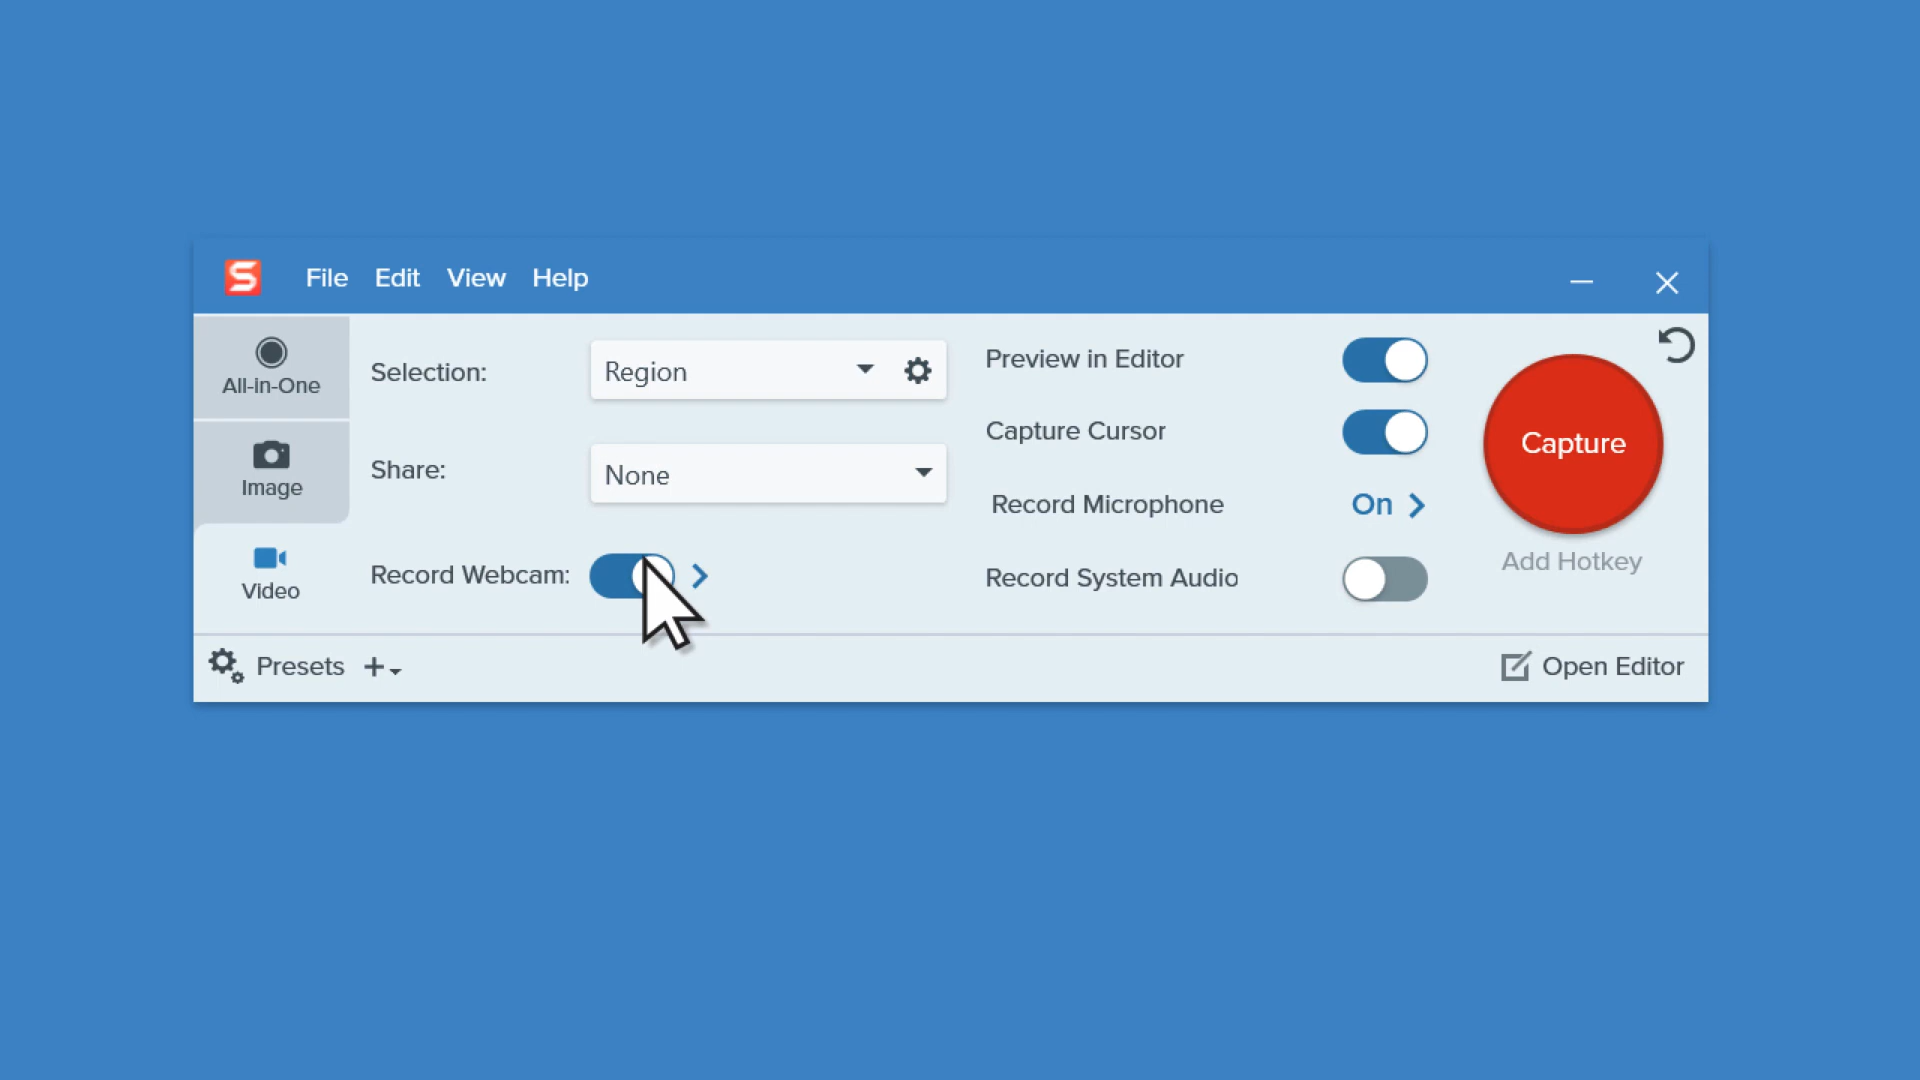 File Edit View Help
All-in-One
Image
Video
Selection:
Region
Share:
None
Record Webcam:
Preview in Editor
Capture Cursor
Record Microphone
On
Record System Audio
Capture
Add Hotkey
Presets
Open Editor